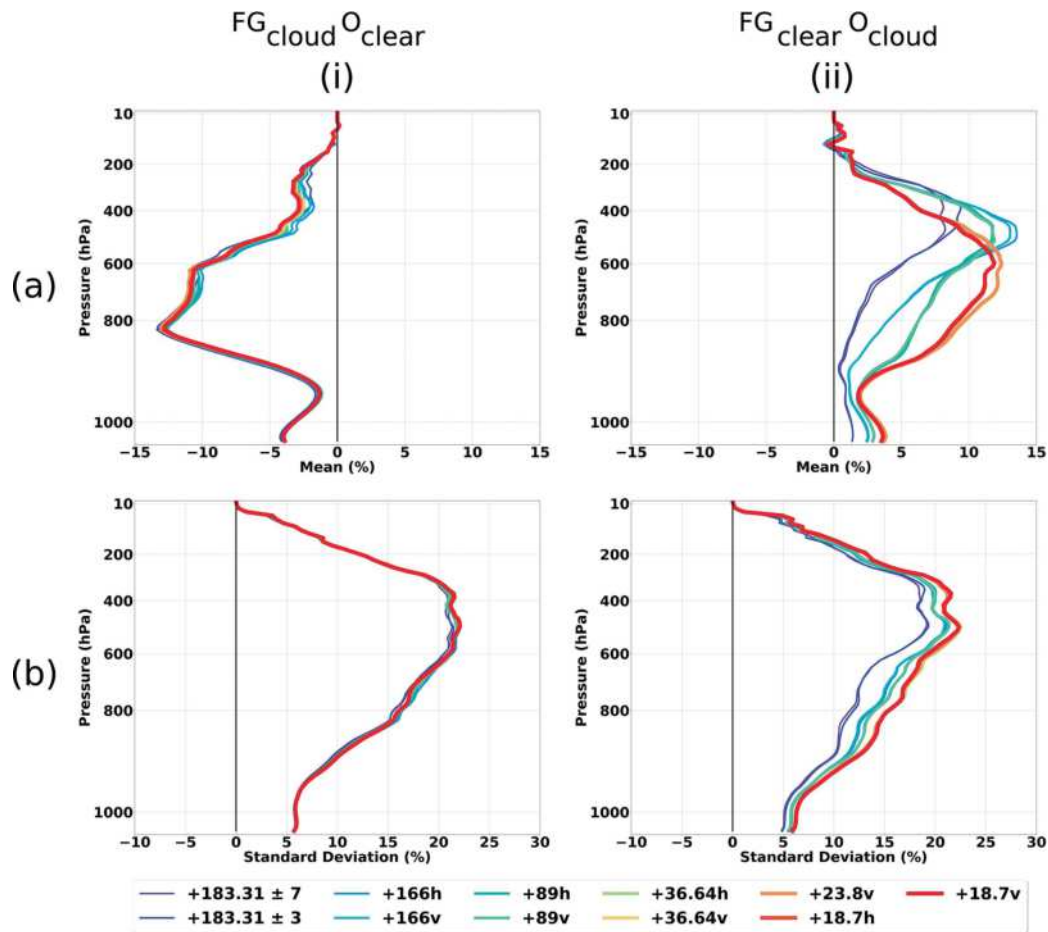 FGcloudOclear FGclearOcloud
(i) (ii)
(a)
10 10
200 200
400 400
600 600
800 800
1000 1000
Pressure (hPa) Pressure (hPa)
−15 −10 −5 0 5 10 15 −15 −10 −5 0 5 10 15
Mean (%) Mean (%)
(b)
10 10
200 200
400 400
600 600
800 800
1000 1000
Pressure (hPa) Pressure (hPa)
−10 −5 0 5 10 15 20 25 30 −10 −5 0 5 10 15 20 25 30
Standard Deviation (%) Standard Deviation (%)
+183.31 ± 7 +166h +89h +36.64h +23.8v +18.7v
+183.31 ± 3 +166v +89v +36.64v +18.7h